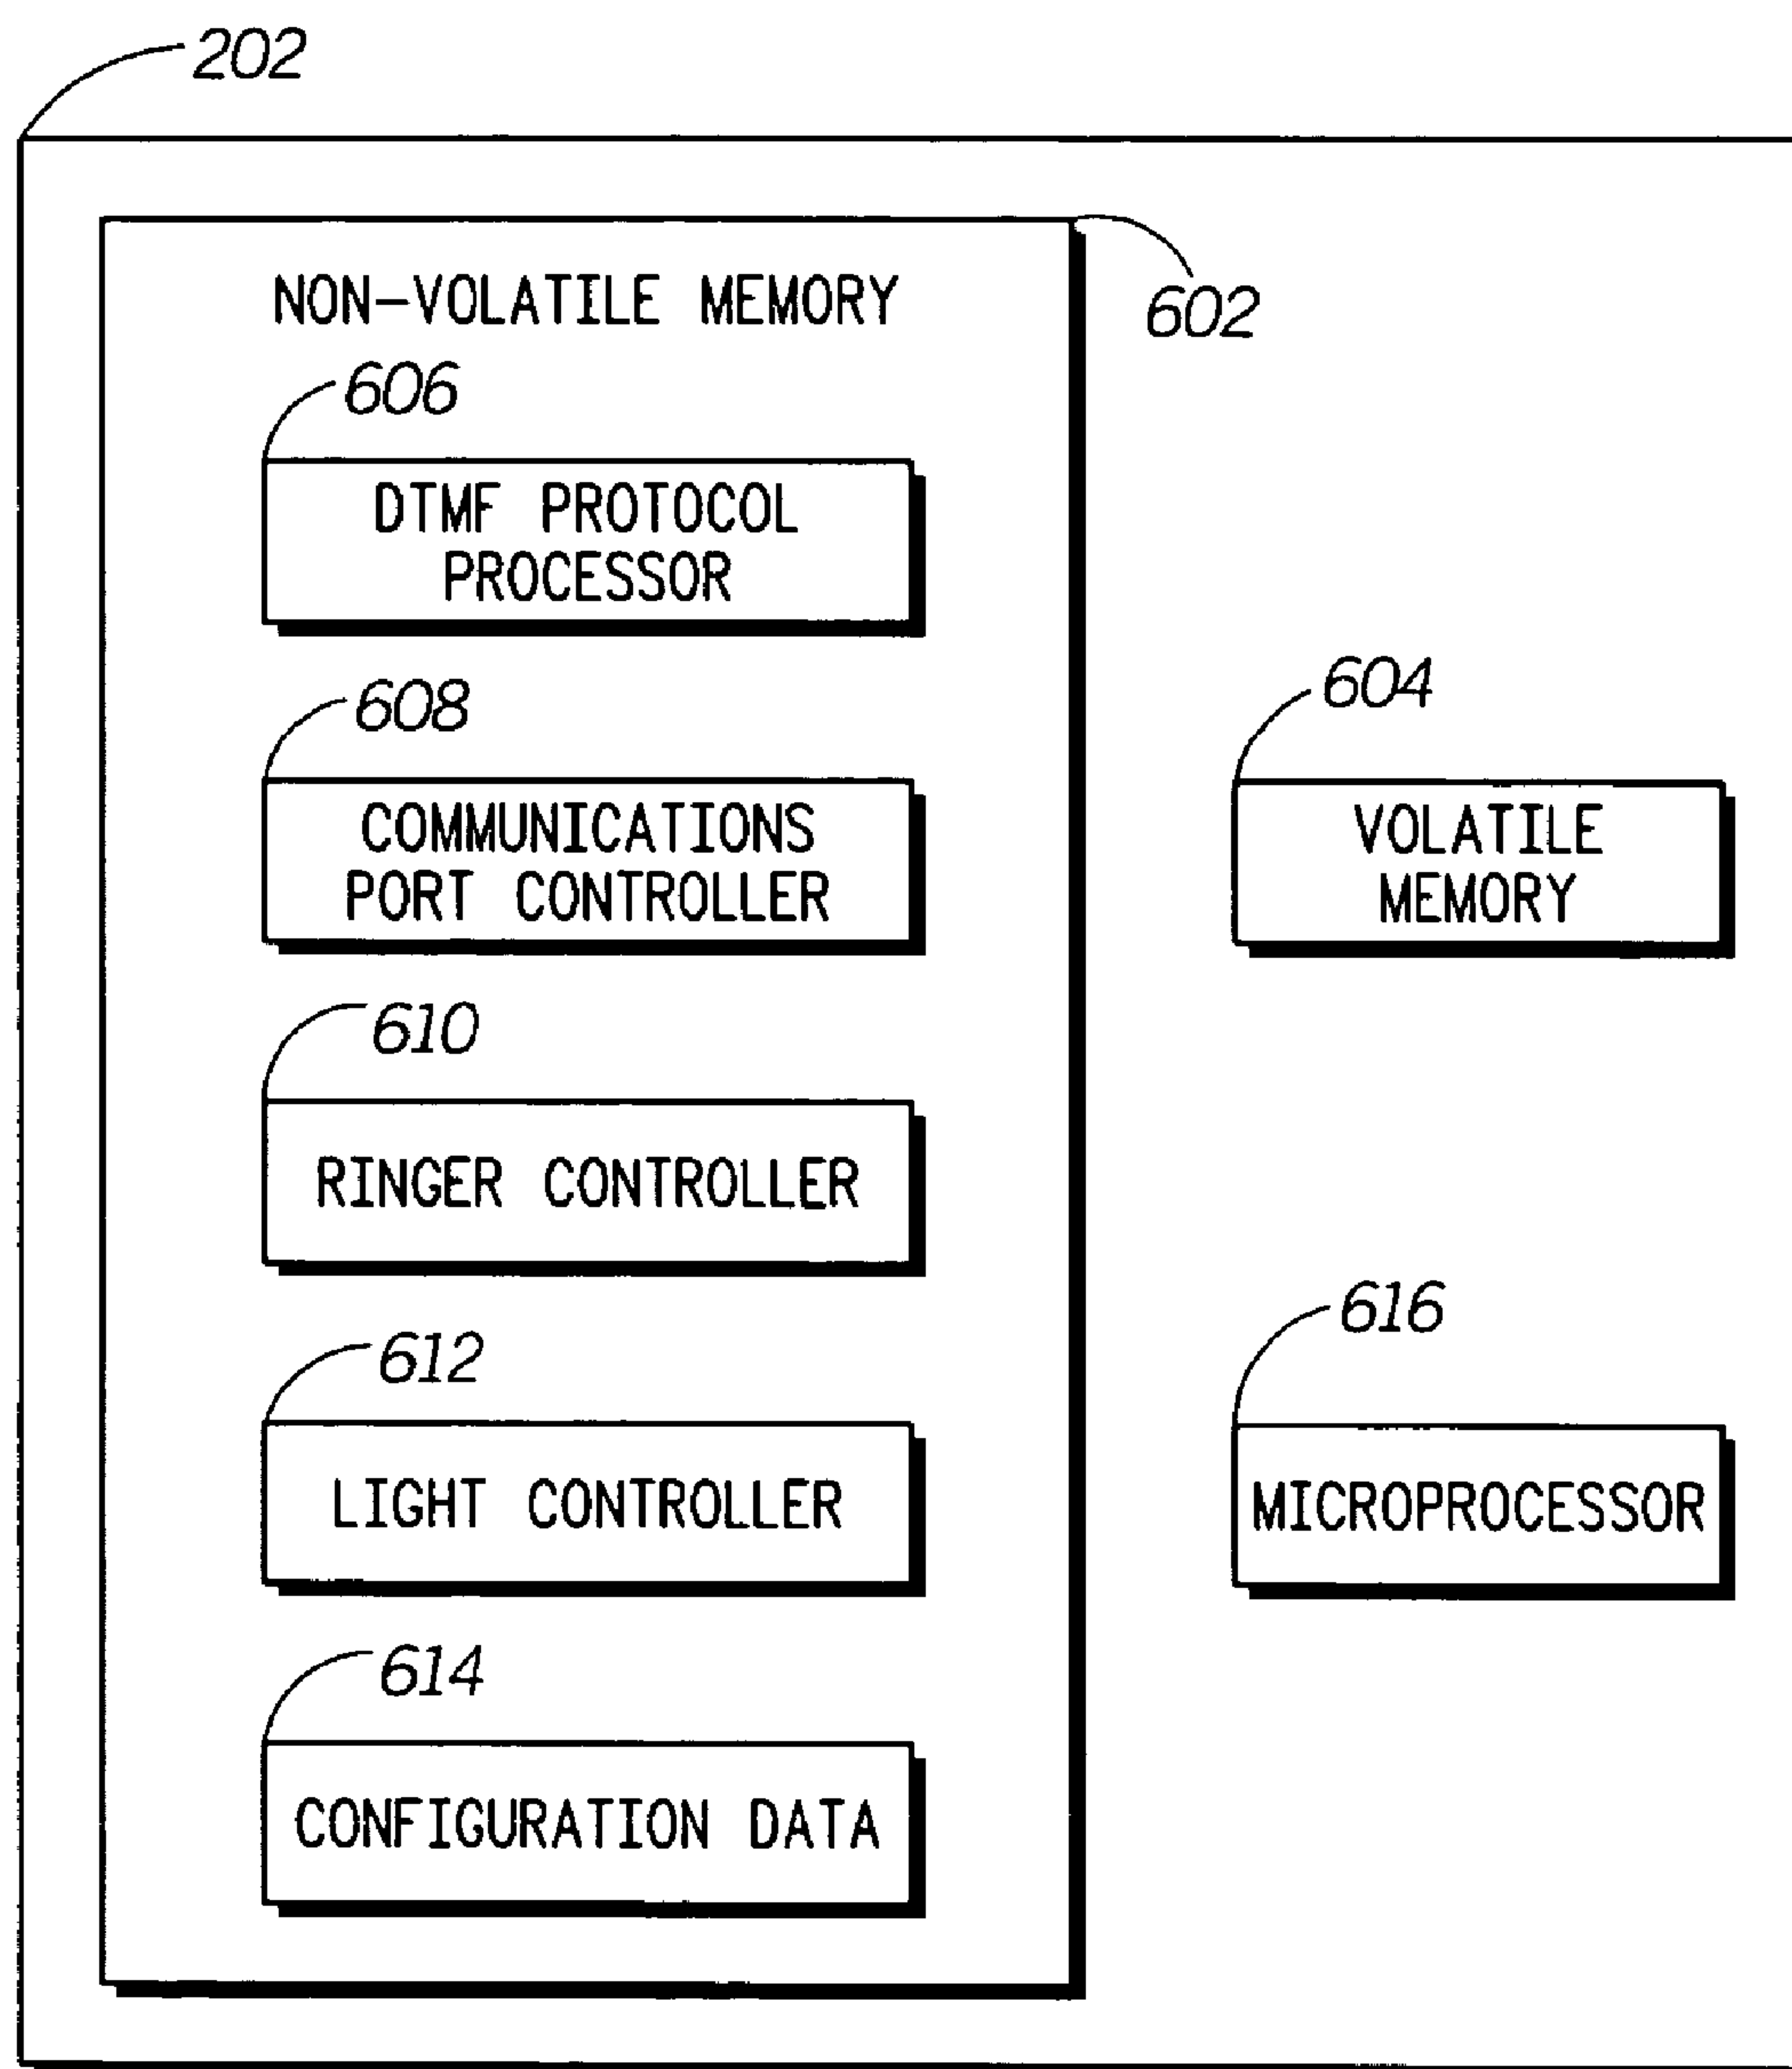 202
NON-VOLATILE MEMORY
602
606
DTMF PROTOCOL
PROCESSOR
608
COMMUNICATIONS
PORT CONTROLLER
610
RINGER CONTROLLER
612
LIGHT CONTROLLER
614
CONFIGURATION DATA
604
VOLATILE
MEMORY
616
MICROPROCESSOR